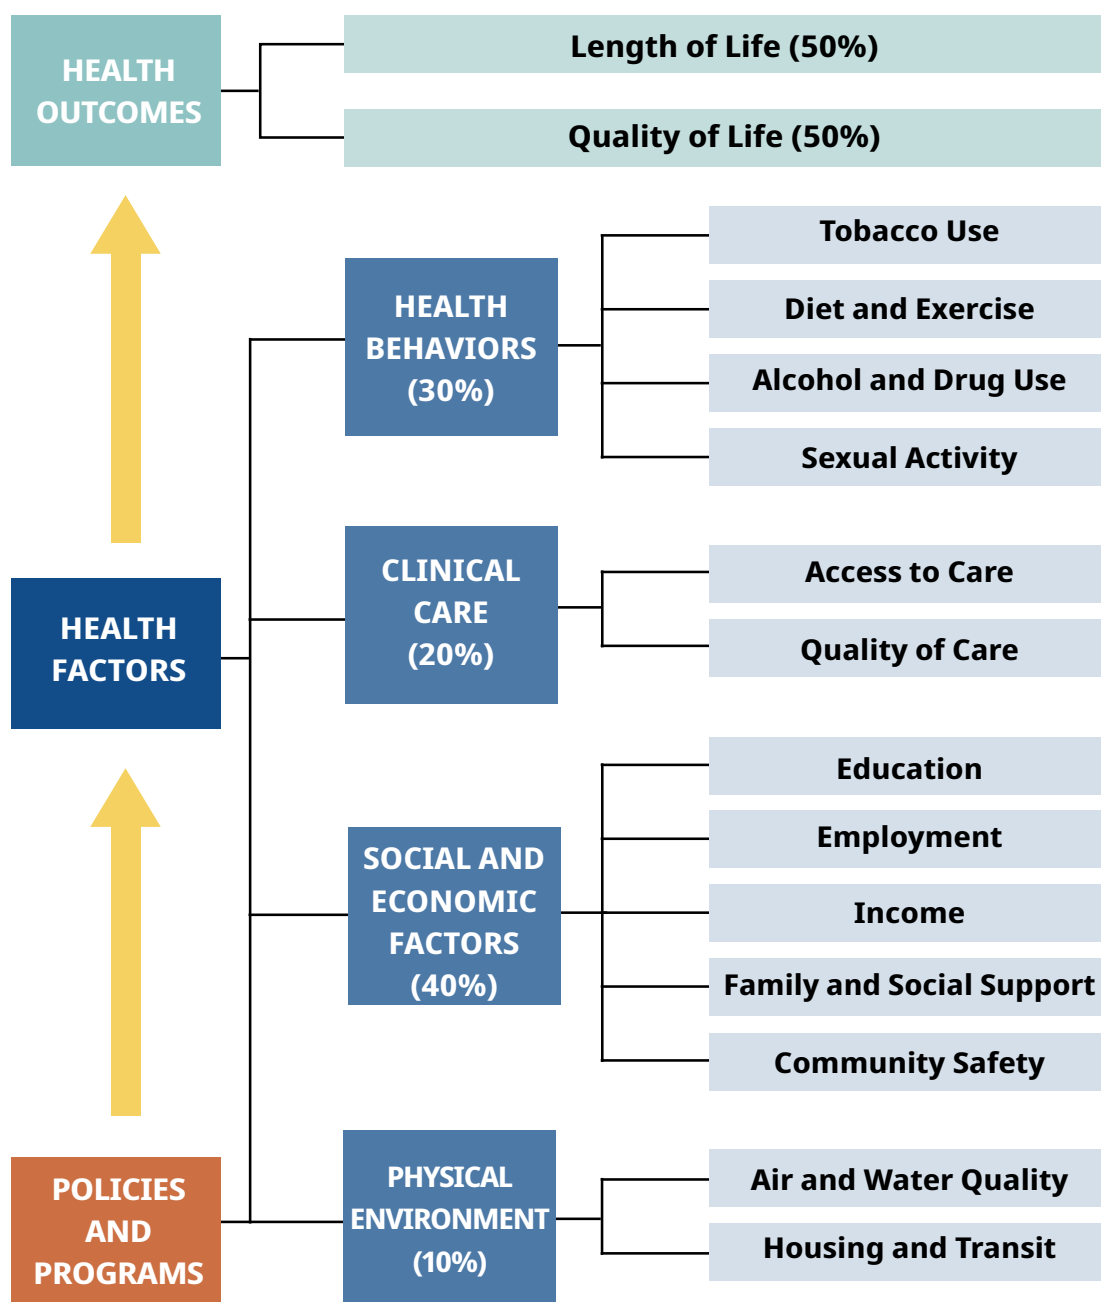 HEALTH
OUTCOMES
Length of Life (50%)
Quality of Life (50%)
HEALTH
FACTORS
HEALTH
BEHAVIORS
(30%)
Tobacco Use
Diet and Exercise
Alcohol and Drug Use
Sexual Activity
CLINICAL
CARE
(20%)
Access to Care
Quality of Care
SOCIAL AND
ECONOMIC
FACTORS
(40%)
Education
Employment
Income
Family and Social Support
Community Safety
POLICIES
AND
PROGRAMS
PHYSICAL
ENVIRONMENT
(10%)
Air and Water Quality
Housing and Transit